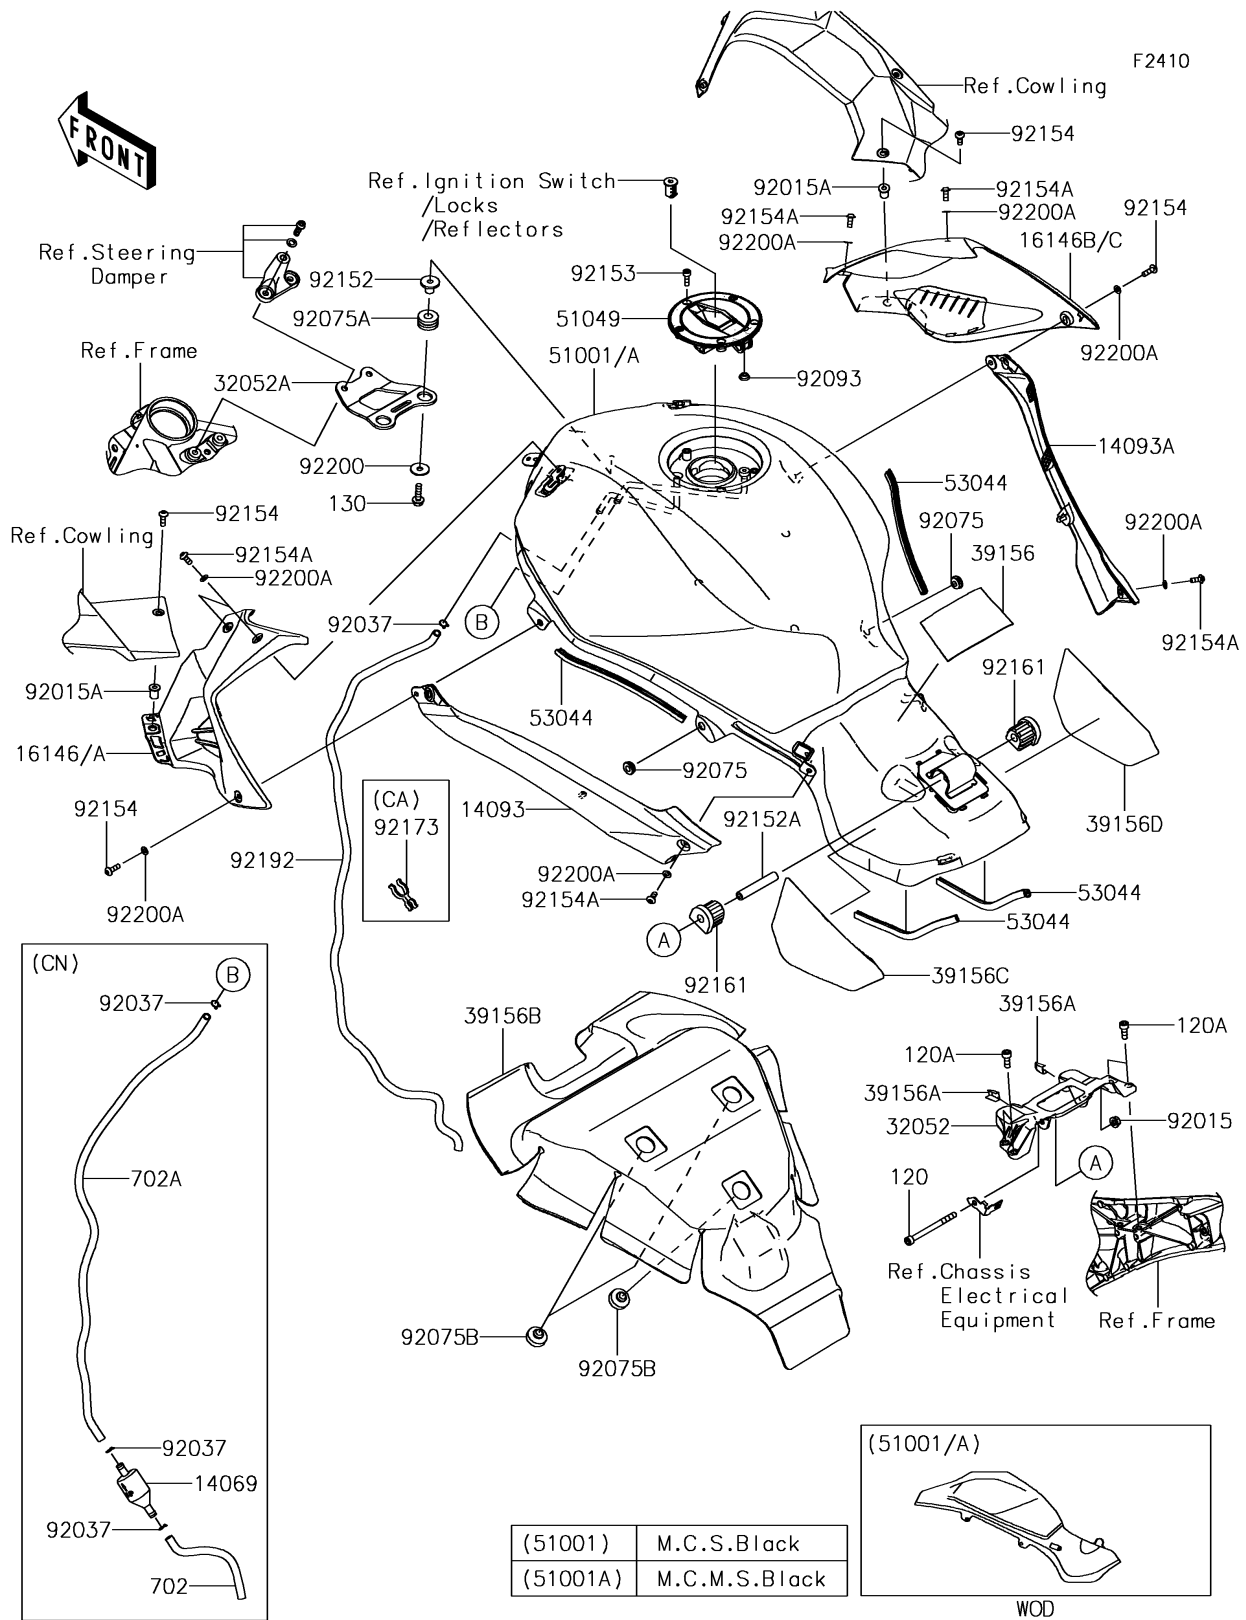 F2410
FRONT
Ref.Cowling
92154
Ref.Ignition Switch
/Locks
/Reflectors
92015A
92154A
92154A
92200A
92154
92200A
16146B/C
Ref.Steering
Damper
92152
92153
92075A
51049
Ref.Frame
51001/A
92200A
32052A
92093
14093A
92200
53044
130
92154
92075
92200A
Ref.Cowling
92154A
39156
92200A
92037
B
92154A
92161
92015A
53044
16146/A
92075
(CA)
92173
14093
92154
92152A
39156D
92192
92200A
53044
92200A
92154A
53044
A
(CN)
B
92161
39156C
92037
39156A
39156B
120A
120A
39156A
32052
92015
702A
A
120
Ref.Chassis
Electrical
Equipment
Ref.Frame
92075B
92075B
92037
14069
(51001/A)
92037
(51001) M.C.S.Black
(51001A) M.C.M.S.Black
702
WOD